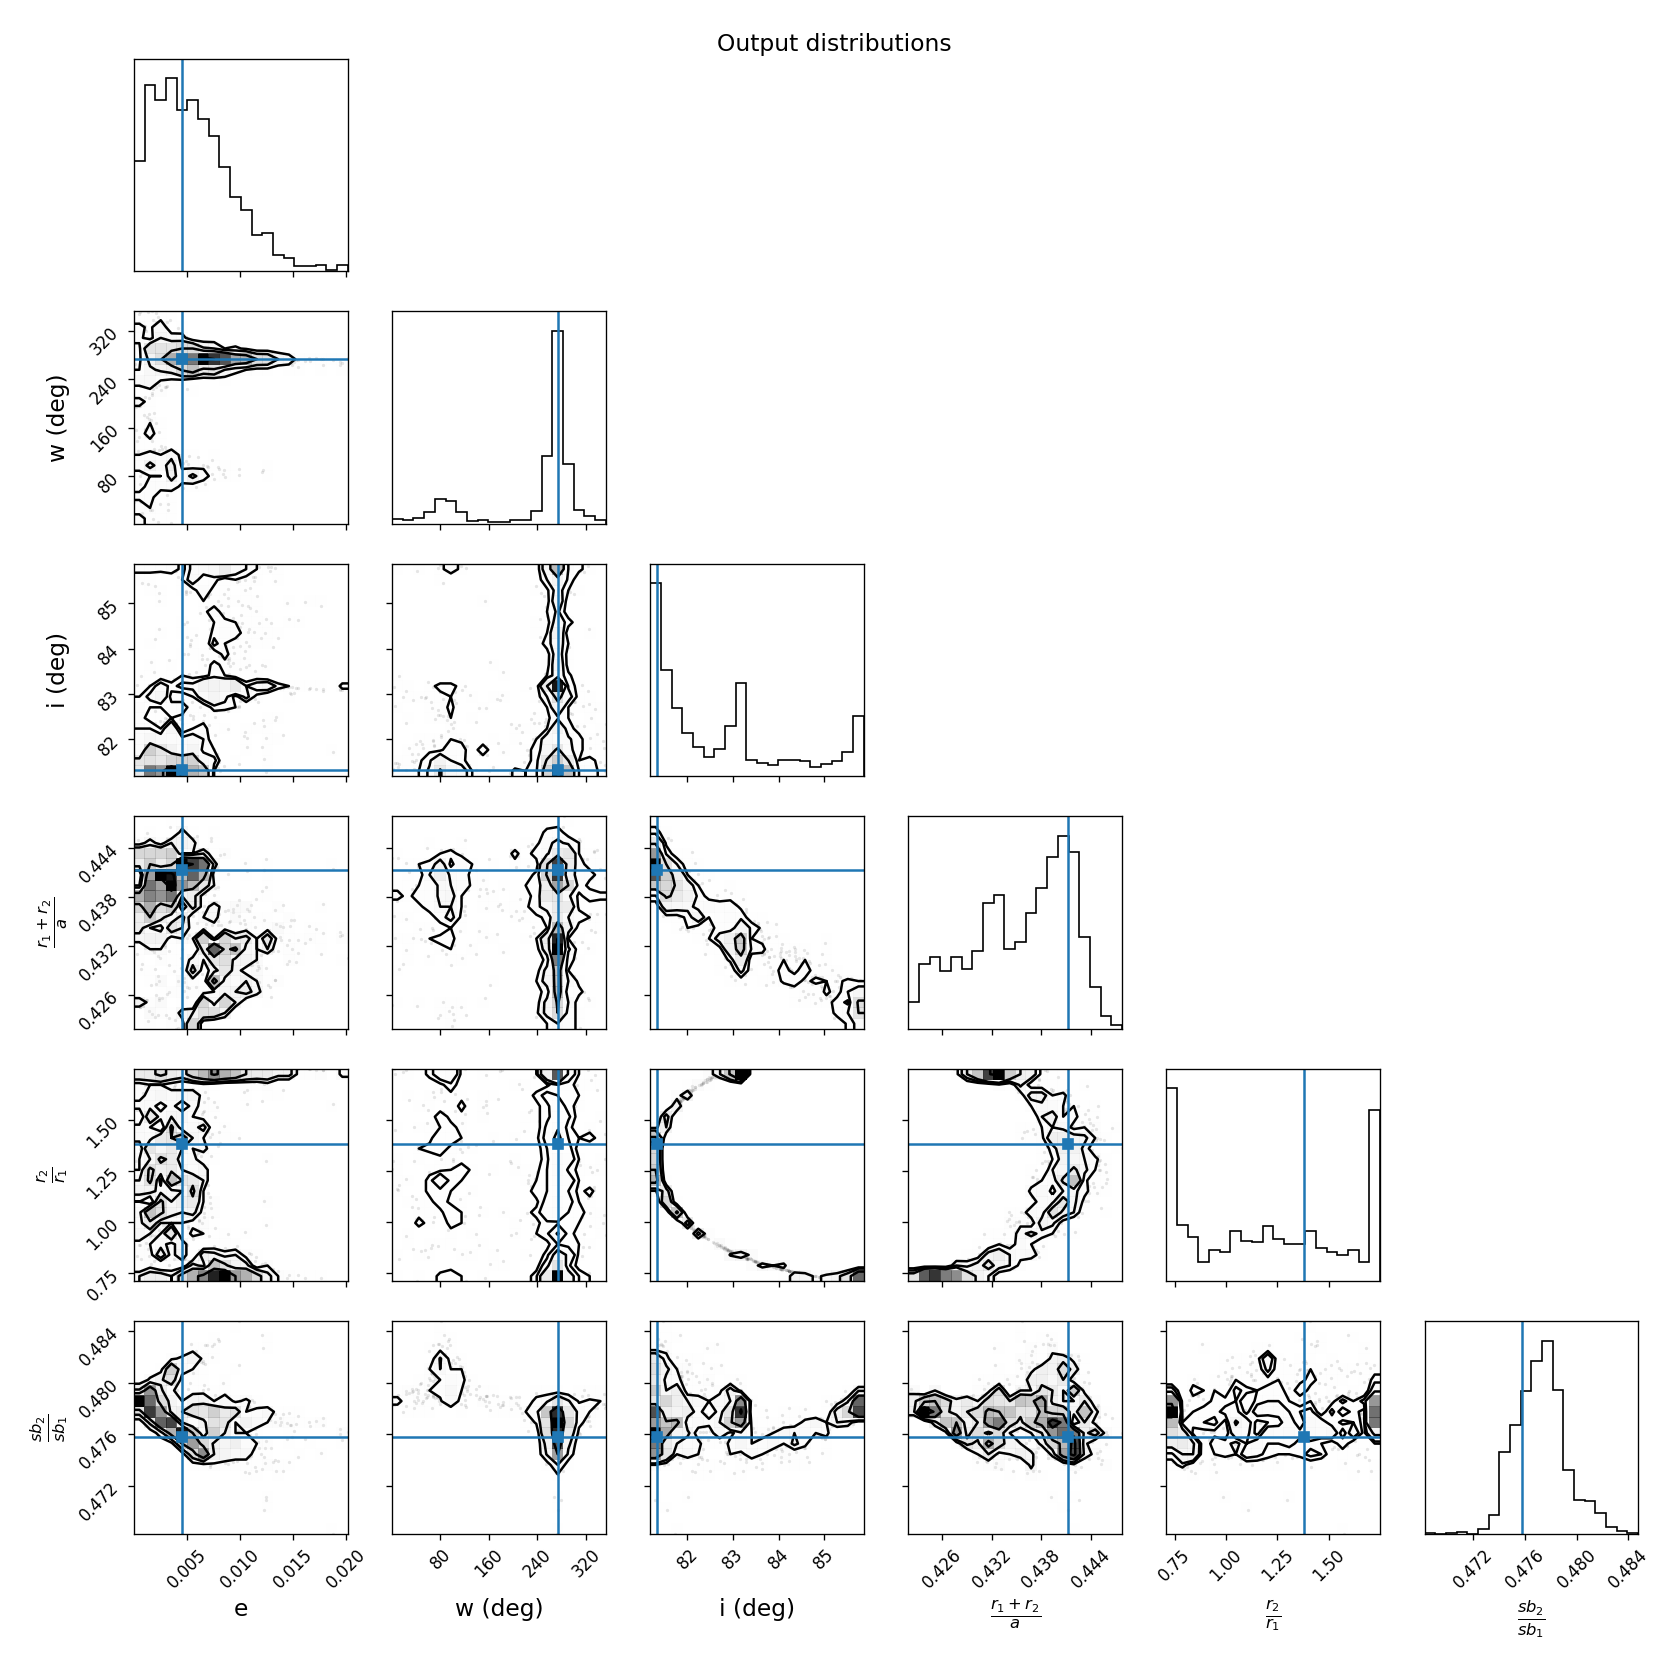 Output distributions
320
240
160
80
w (deg)
85
84
83
82
i (deg)
0.444
0.438
0.432
0.426
r₁ + r₂
a
1.50
1.25
1.00
0.75
r₂
r₁
0.484
0.480
0.476
0.472
sb₂
sb₁
0.005 0.010 0.015 0.020 80 160 240 320 82 83 84 85 0.426 0.432 0.438 0.444 0.75 1.00 1.25 1.50 0.472 0.476 0.480 0.484
e w (deg) i (deg) r₁ + r₂ r₂ sb₂
a r₁ sb₁